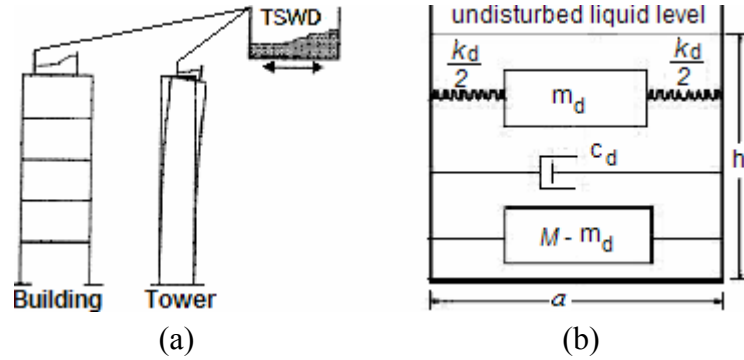 TSWD
Building
Tower
(a)
undisturbed liquid level
k_d/2
k_d/2
m_d
c_d
h
M - m_d
a
(b)